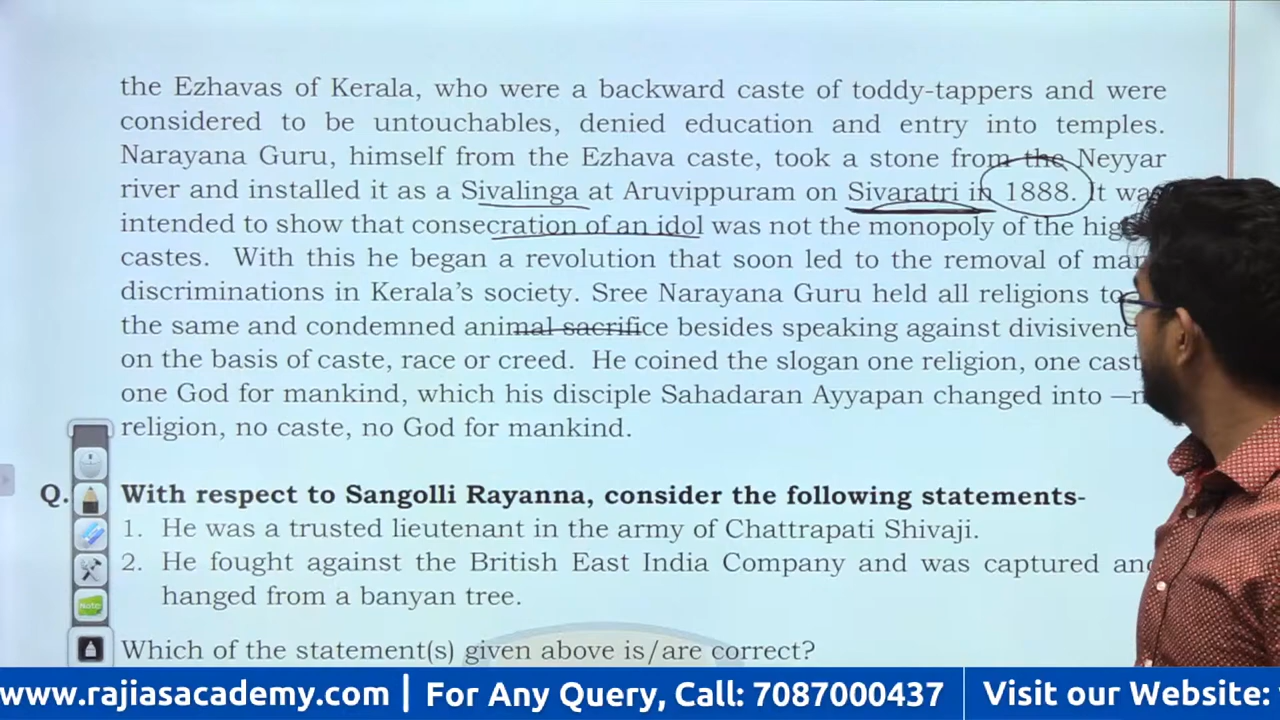 the Ezhavas of Kerala, who were a backward caste of toddy-tappers and were
considered to be untouchables, denied education and entry into temples.
Narayana Guru, himself from the Ezhava caste, took a stone from the Neyyar
river and installed it as a Sivalinga at Aruvippuram on Sivaratri in 1888. It was
intended to show that consecration of an idol was not the monopoly of the
castes. With this he began a revolution that soon led to the removal of
discriminations in Kerala's society. Sree Narayana Guru held all religions to
the same and condemned animal sacrifice besides speaking against
on the basis of caste, race or creed. He coined the slogan one religion, one
one God for mankind, which his disciple Sahadaran Ayyapan changed into —
religion, no caste, no God for mankind.
Q. With respect to Sangolli Rayanna, consider the following statements-
1. He was a trusted lieutenant in the army of Chattrapati Shivaji.
2. He fought against the British East India Company and was captured and
hanged from a banyan tree.
Note
Which of the statement(s) given above is/are correct?
www.rajiasacademy.com | For Any Query, Call: 7087000437 | Visit our Website: